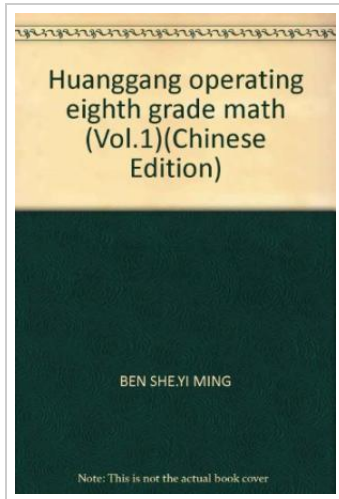 Huanggang operating
eighth grade math
(Vol.1)(Chinese
Edition)
BEN SHE.YI MING
Note: This is not the actual book cover